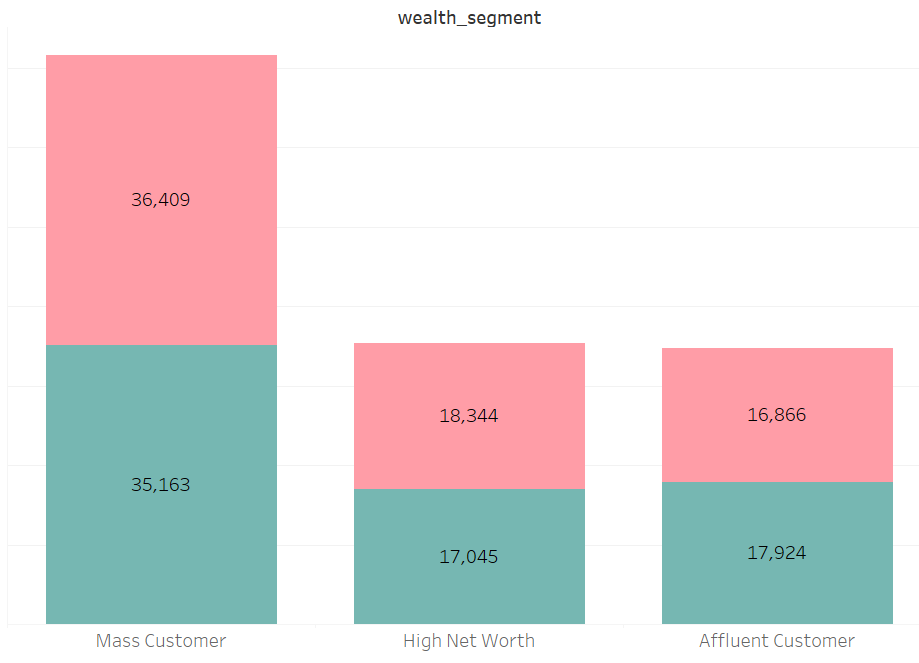 wealth_segment
36,409
18,344
16,866
35,163
17,045
17,924
Mass Customer
High Net Worth
Affluent Customer